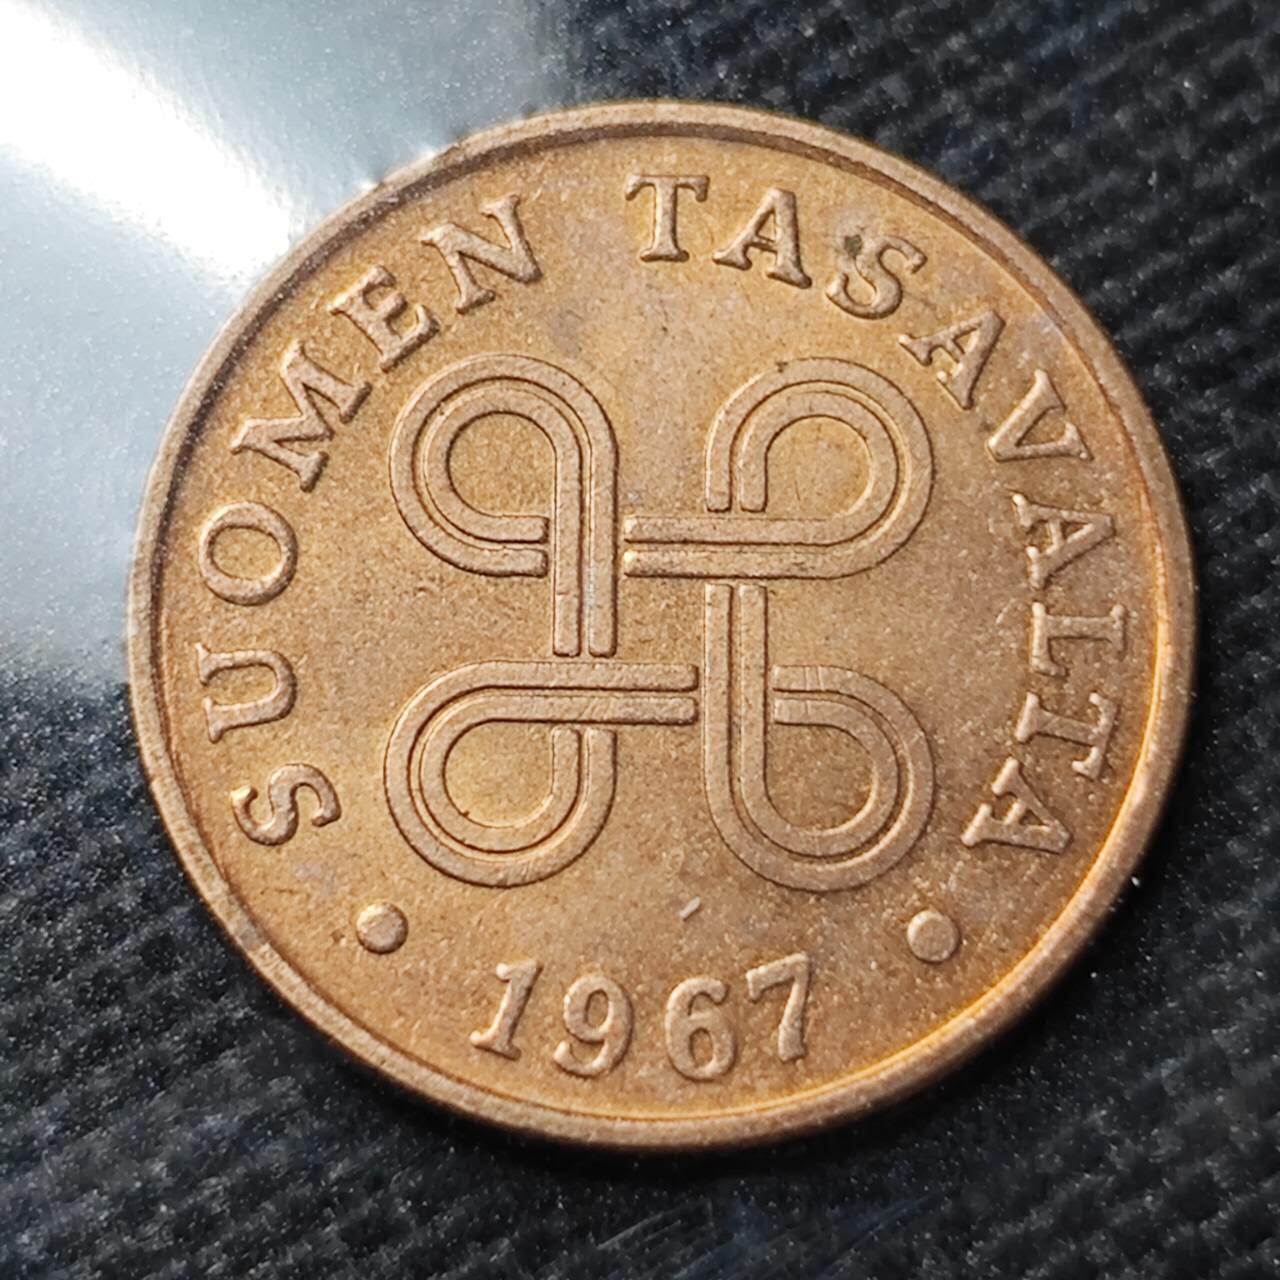 SUOMEN TASAVALTA
• 1967 •